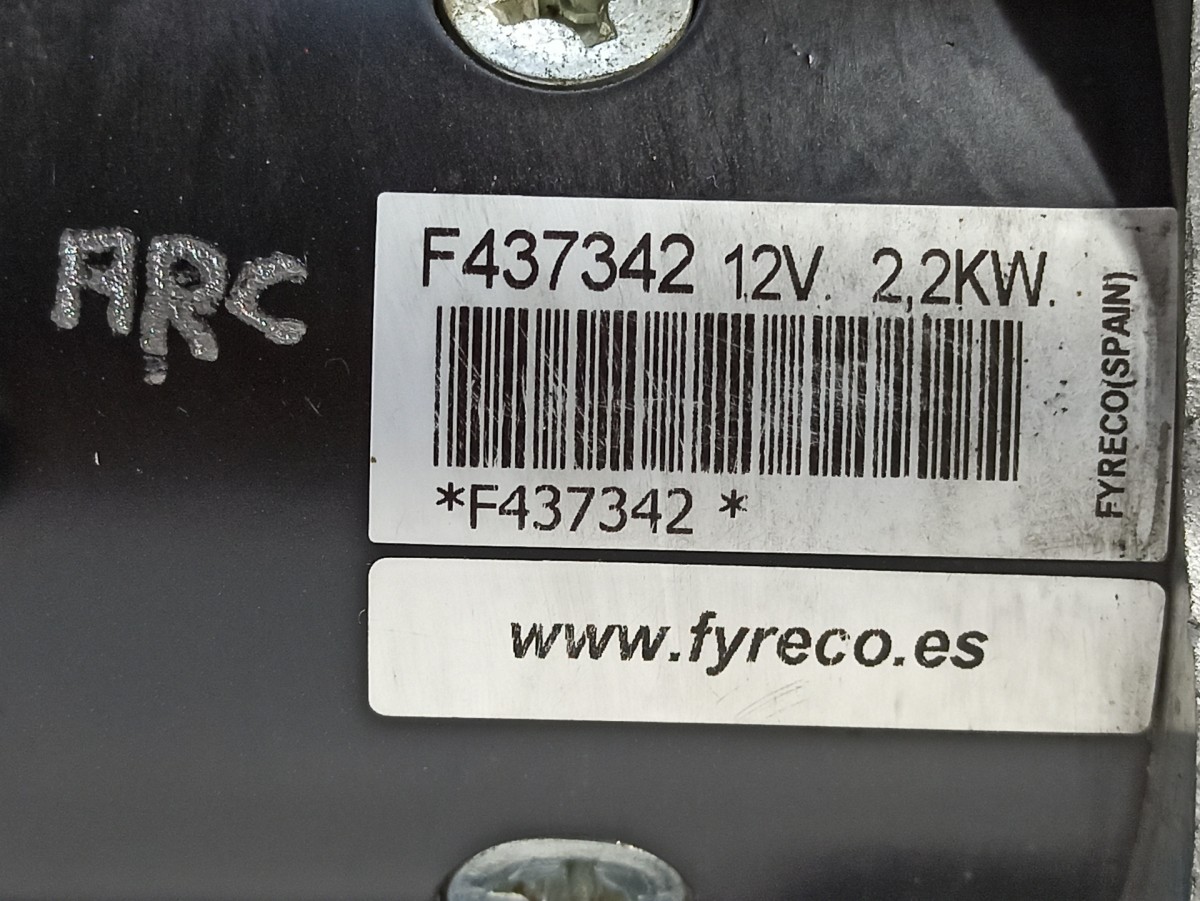 ARC
F437342 12V. 2,2KW.
FYRECO(SPAIN)
*F437342 *
www.fyreco.es